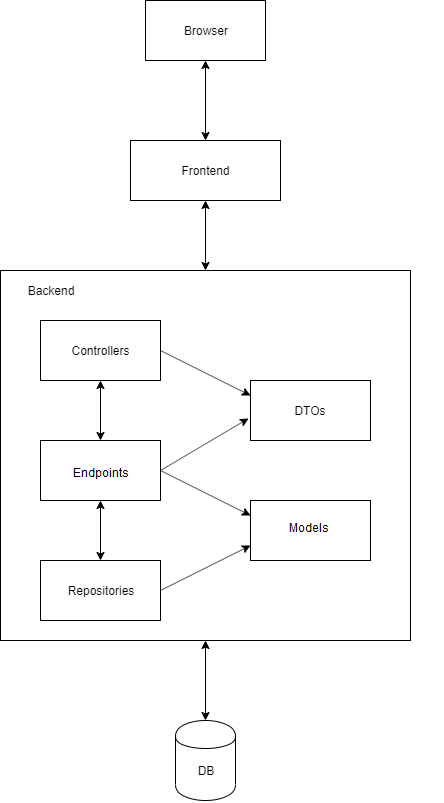 Browser
Frontend
Backend
Controllers
DTOs
Endpoints
Models
Repositories
DB